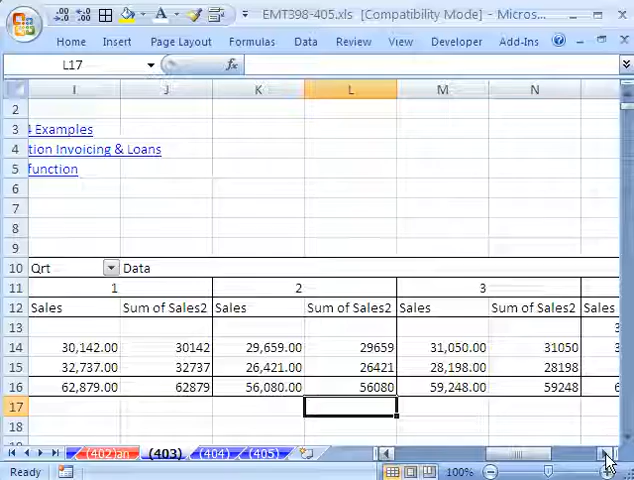 EMT398-405.xls [Compatibility Mode] - Micros...
Home Insert Page Layout Formulas Data Review View Developer Add-Ins
L17 fx
I J K L M N
2
3 4 Examples
4 tion Invoicing & Loans
5 function
6
7
8
9
10 Qrt Data
11 1 2 3
12 Sales Sum of Sales2 Sales Sum of Sales2 Sales Sum of Sales2 Sales
13
14 30,142.00 30142 29,659.00 29659 31,050.00 31050
15 32,737.00 32737 26,421.00 26421 28,198.00 28198
16 62,879.00 62879 56,080.00 56080 59,248.00 59248
17
18
(402)an (403) (404) (405)
Ready 100%